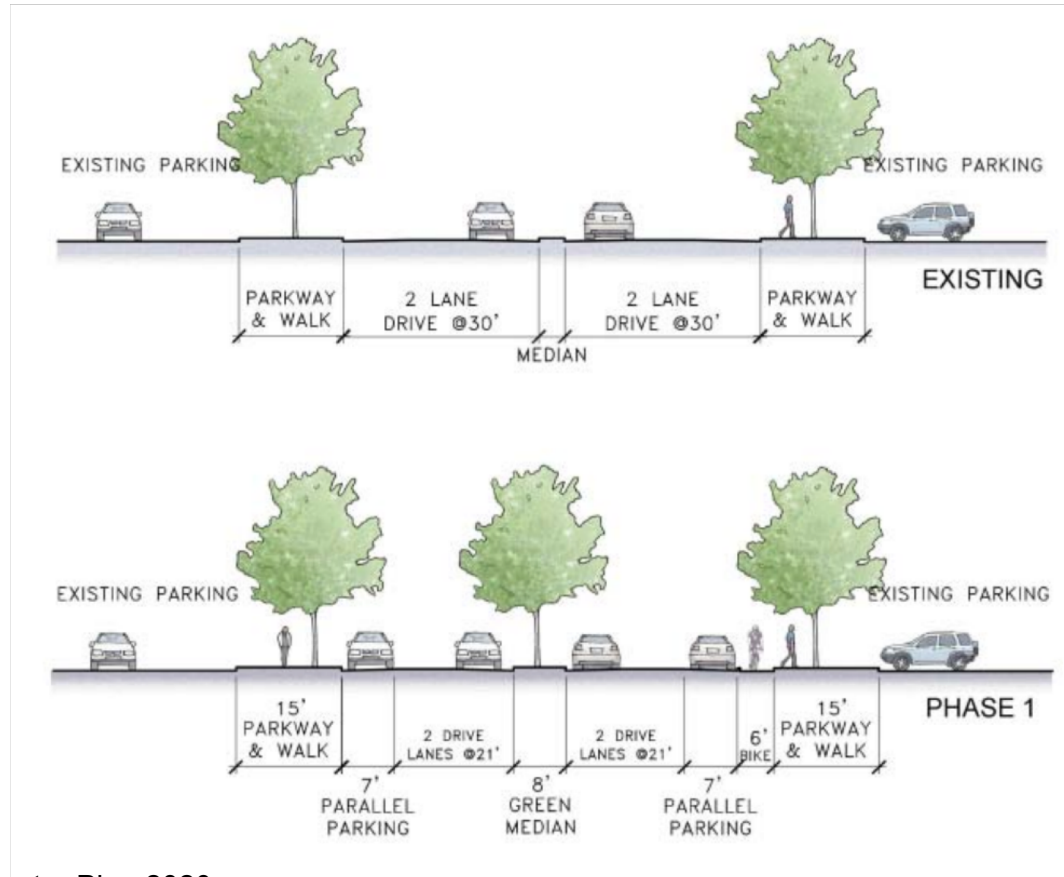 EXISTING PARKING
EXISTING PARKING
EXISTING
PARKWAY
& WALK
2 LANE
DRIVE @30'
2 LANE
DRIVE @30'
PARKWAY
& WALK
MEDIAN
EXISTING PARKING
EXISTING PARKING
PHASE 1
15'
PARKWAY
& WALK
2 DRIVE
LANES @21'
2 DRIVE
LANES @21'
6'
BIKE
15'
PARKWAY
& WALK
7'
PARALLEL
PARKING
8'
GREEN
MEDIAN
7'
PARALLEL
PARKING